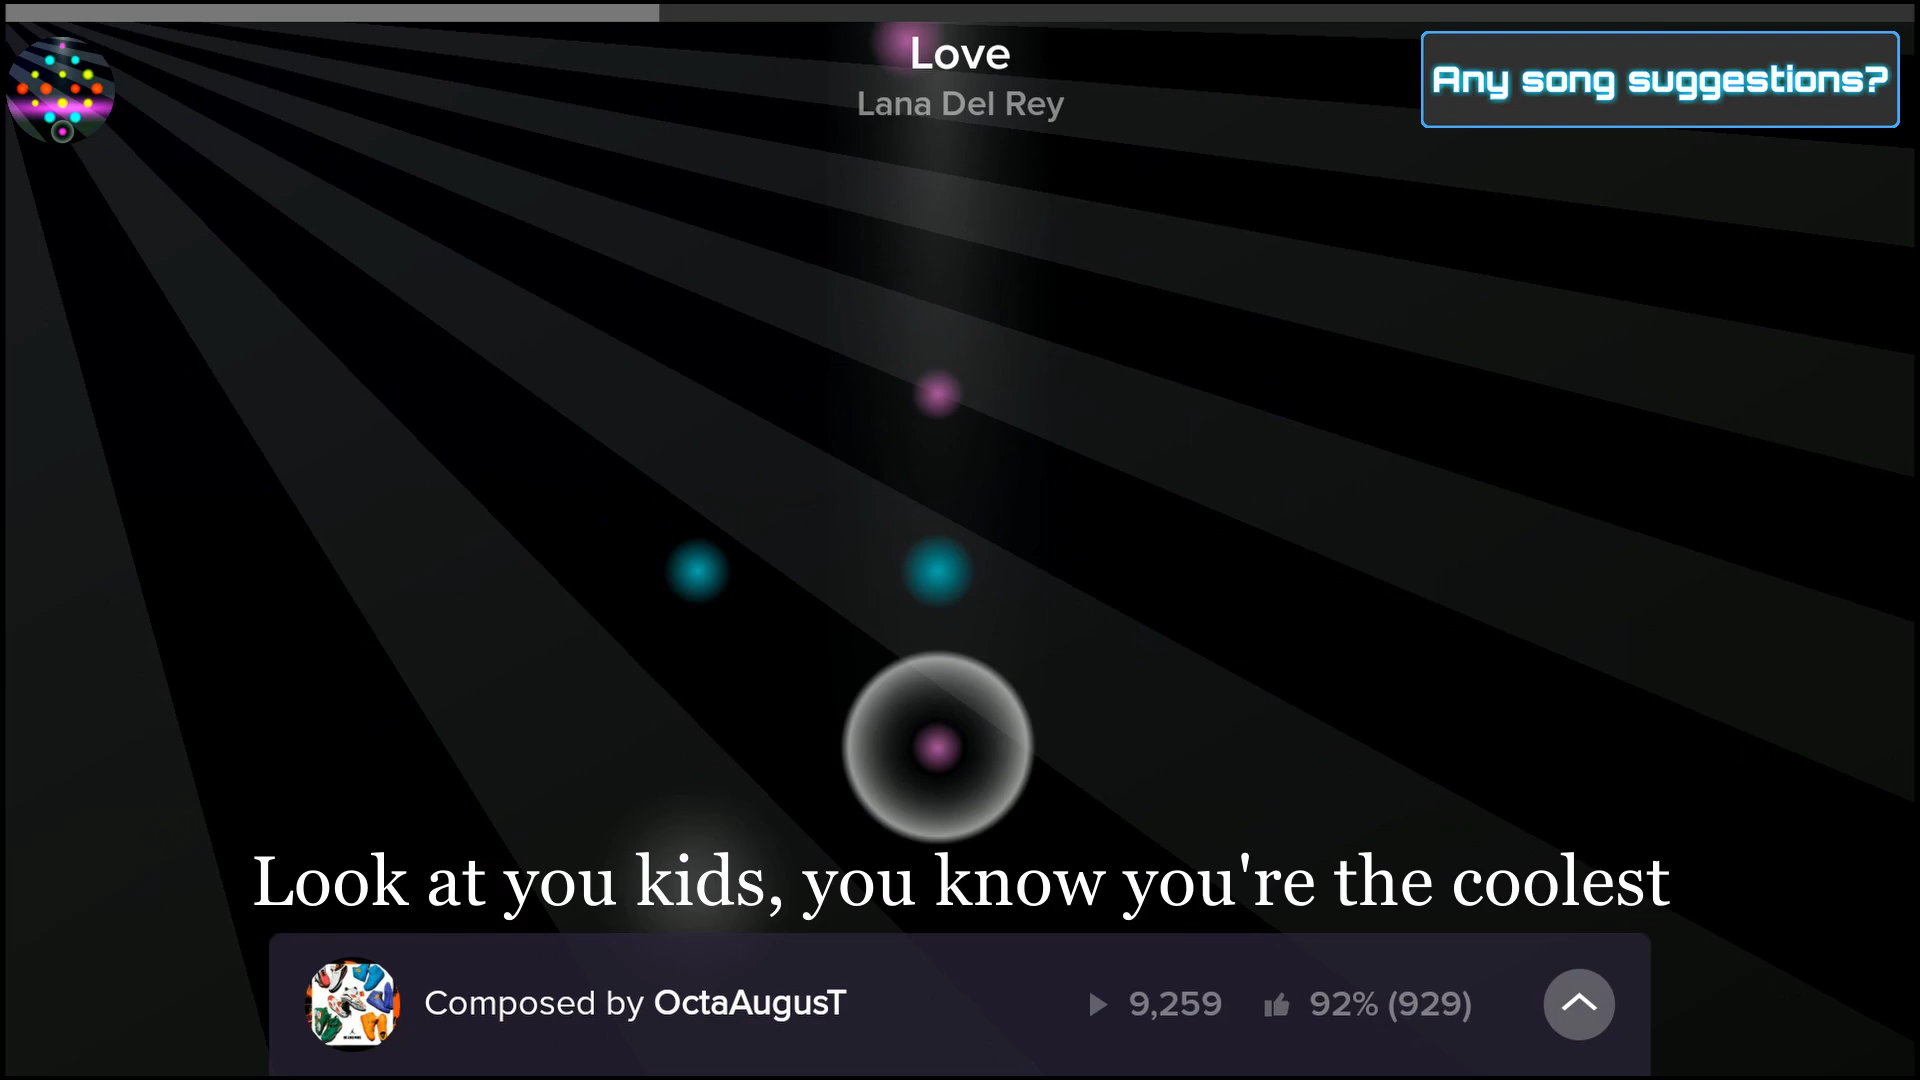 Love
Lana Del Rey
Any song suggestions?
Look at you kids, you know you're the coolest
Composed by OctaAugusT
9,259
92% (929)